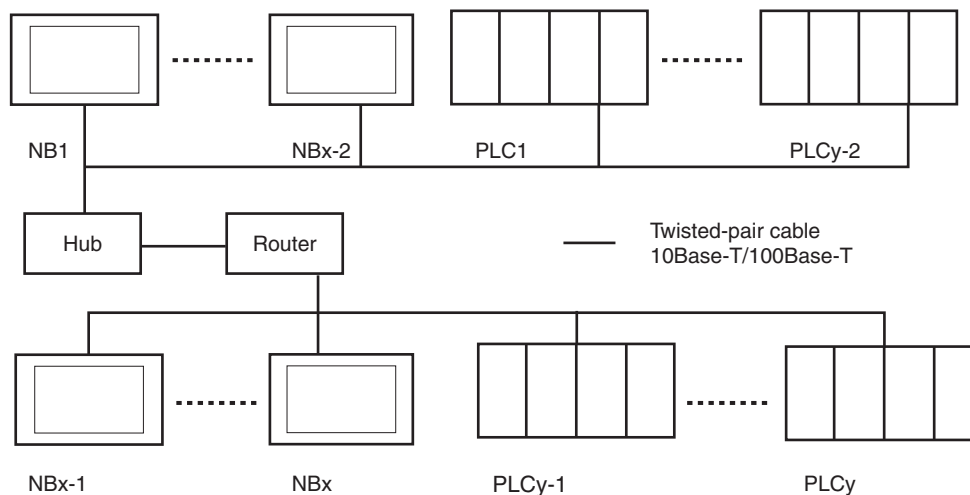 NB1
NBx-2
PLC1
PLCy-2
Hub
Router
Twisted-pair cable
10Base-T/100Base-T
NBx-1
NBx
PLCy-1
PLCy